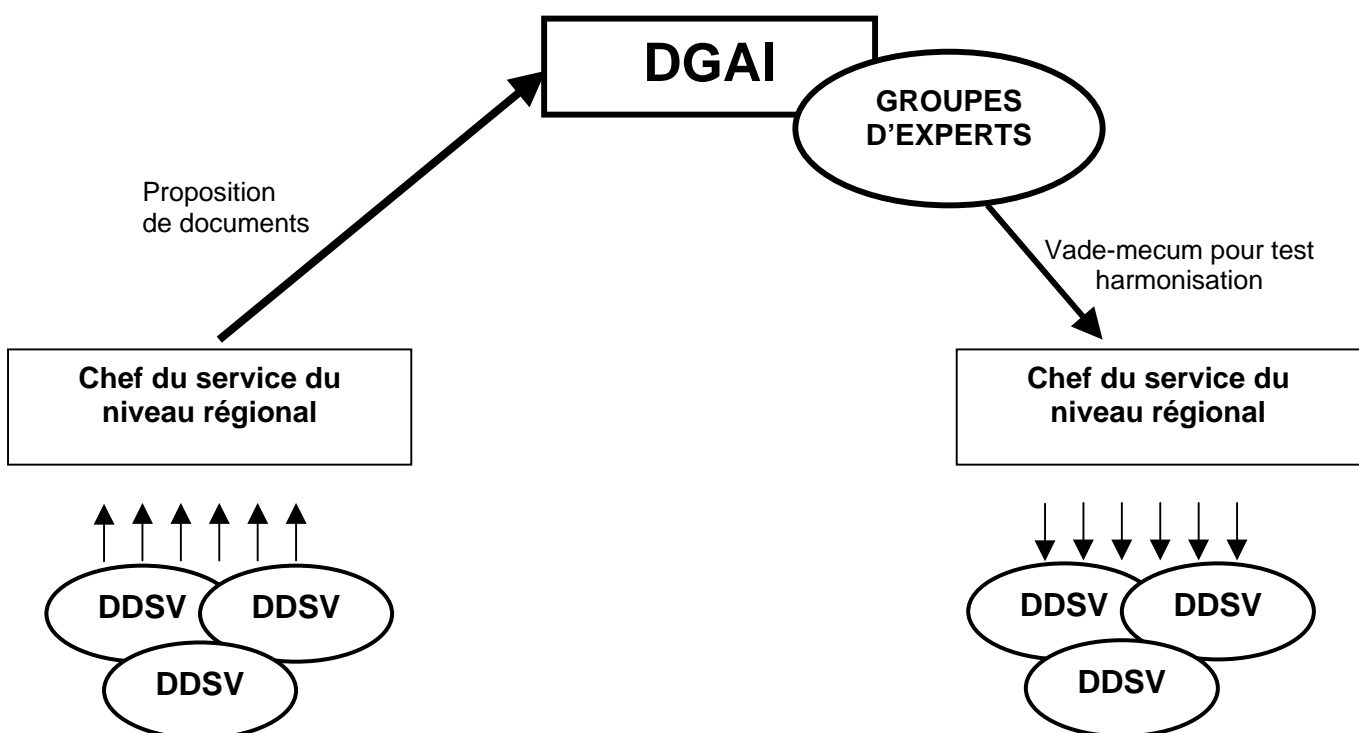 DGAl
GROUPES
D’EXPERTS
Proposition
de documents
Vade-mecum pour test
harmonisation
Chef du service du
niveau régional
Chef du service du
niveau régional
DDSV DDSV
DDSV
DDSV DDSV
DDSV